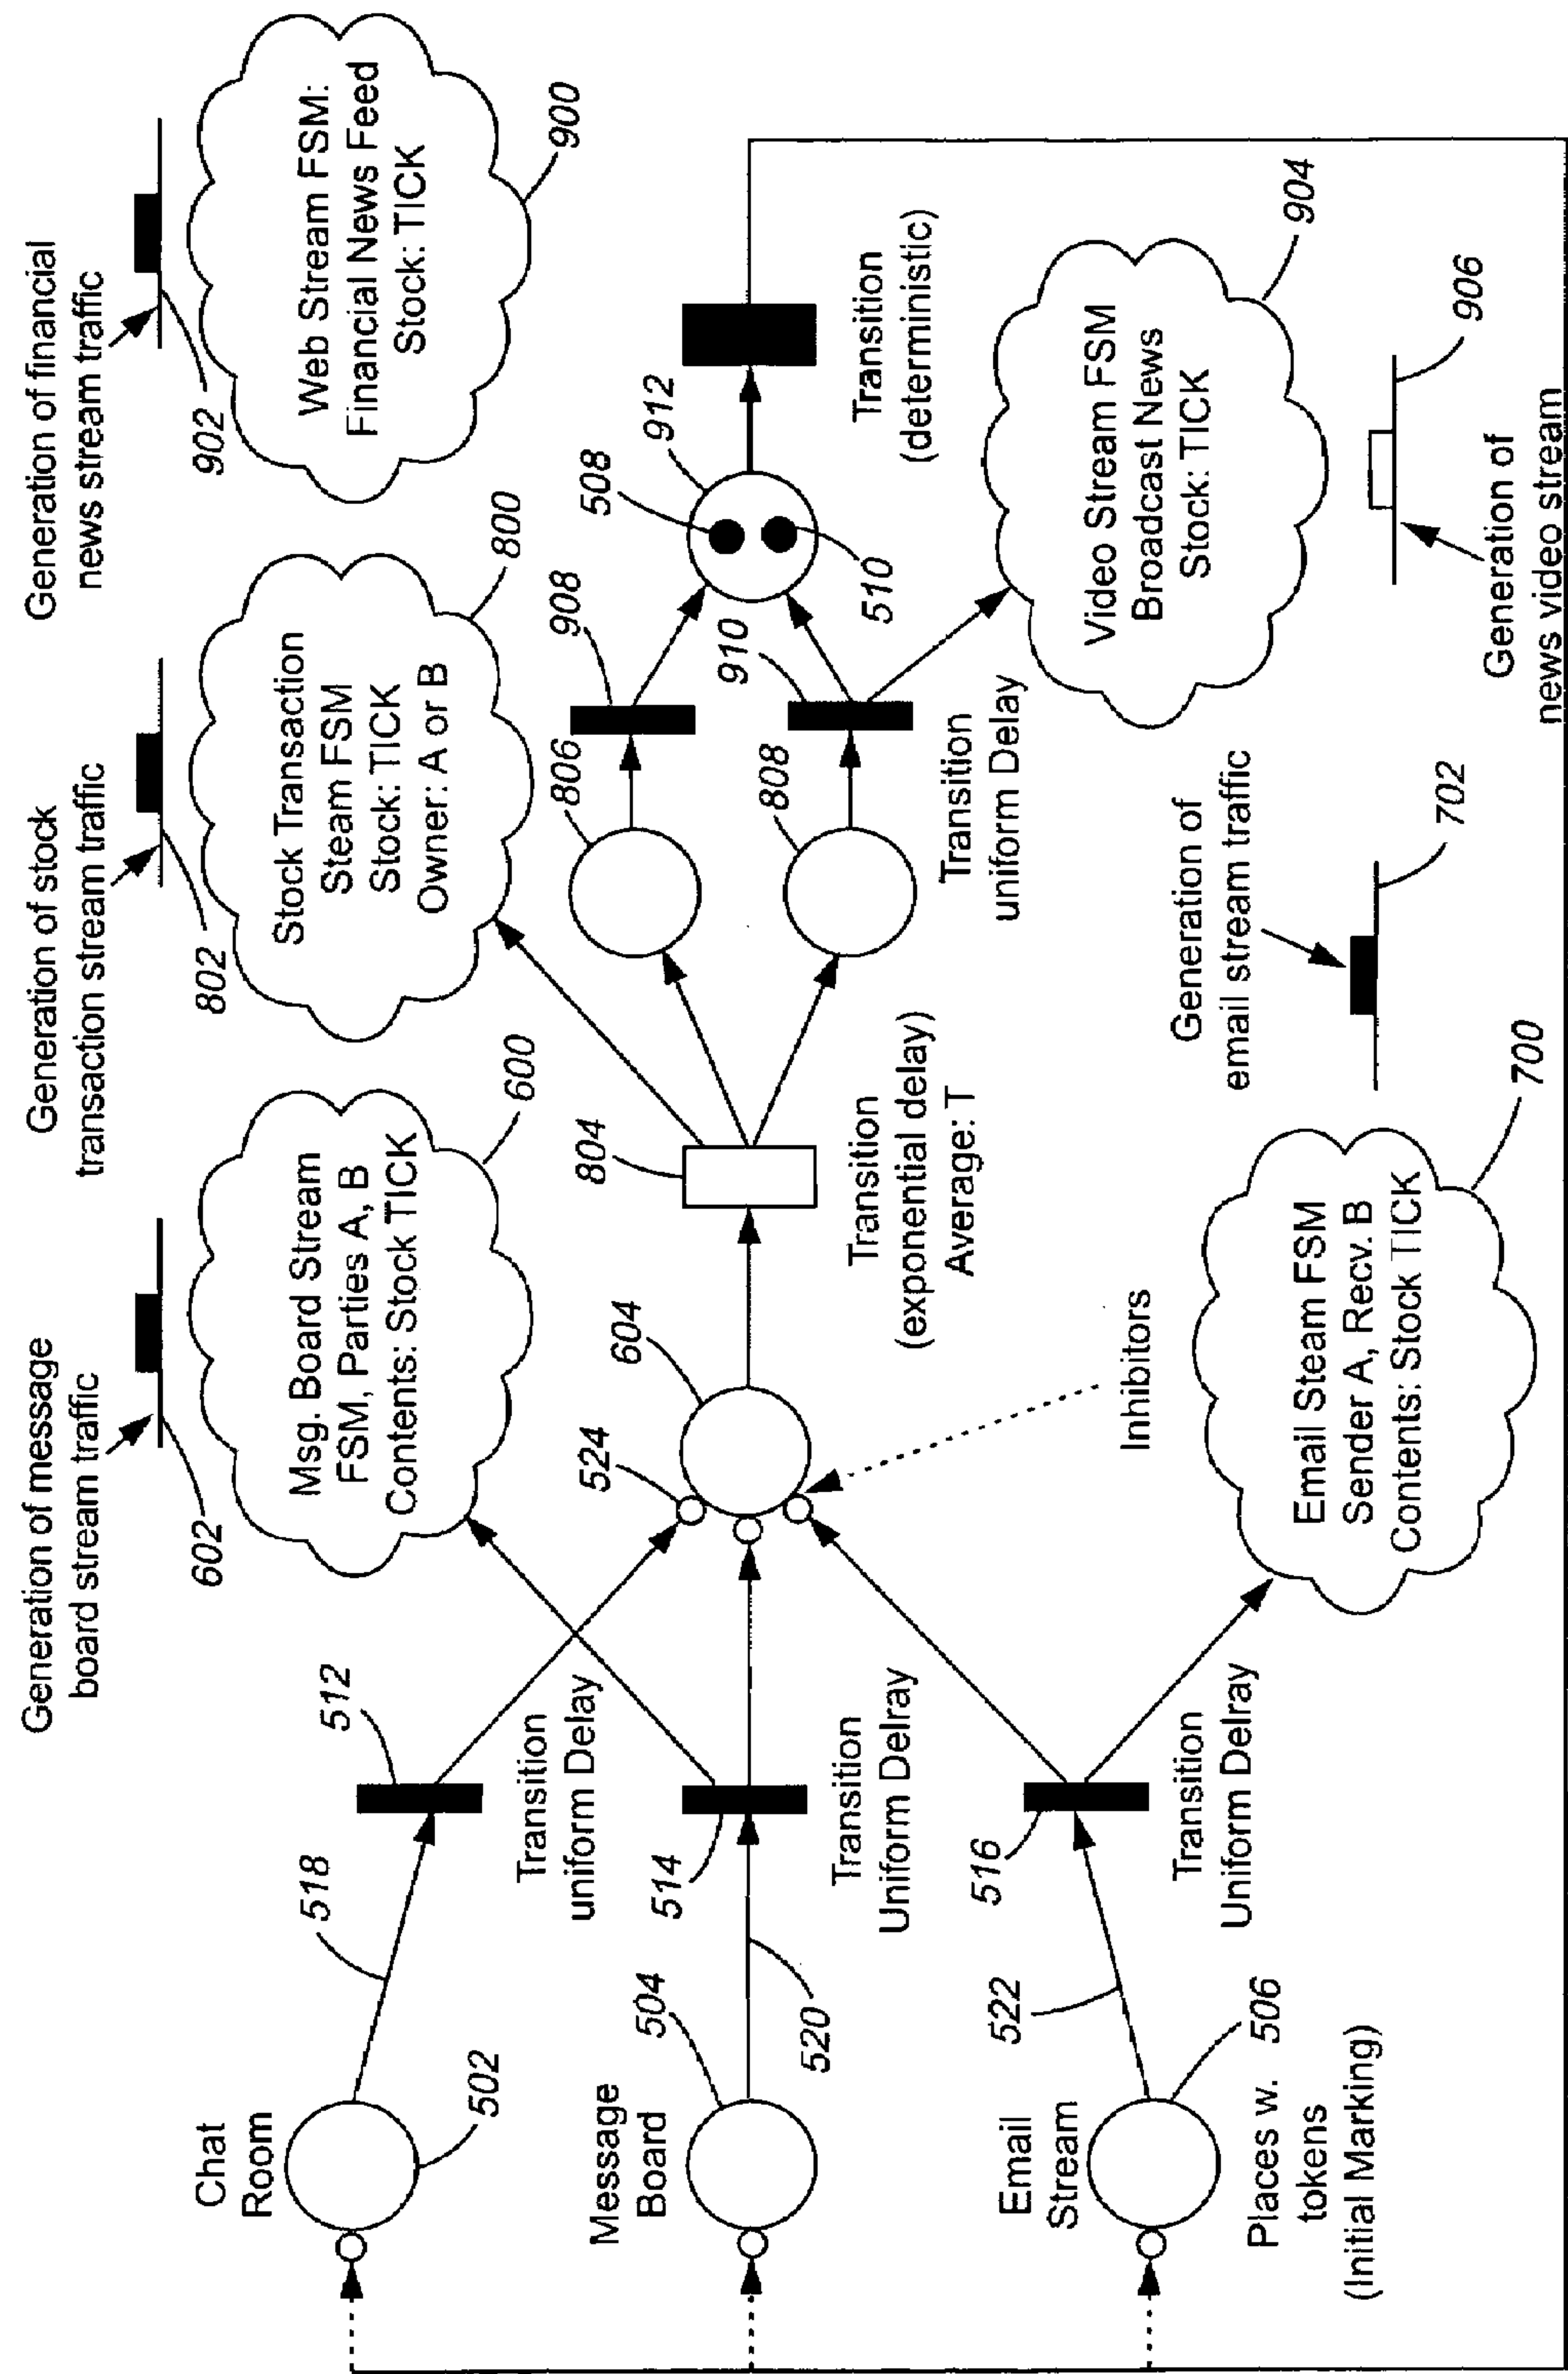 Generation of message
board stream traffic
602
Generation of stock
transaction stream traffic
802
Generation of financial
news stream traffic
902
Msg. Board Stream
FSM, Parties A, B
Contents: Stock TICK
600
Stock Transaction
Steam FSM
Stock: TICK
Owner: A or B
800
Web Stream FSM:
Financial News Feed
Stock: TICK
900
Chat
Room
502
518
512
Transition
uniform Delay
Message
Board
504
520
514
Transition
Uniform Delray
Email
Stream
506
Places w.
tokens
(Initial Marking)
522
516
Transition
Uniform Delray
524
604
Inhibitors
804
Transition
(exponential delay)
Average: T
806
808
908
910
Transition
uniform Delay
508
510
912
Transition
(deterministic)
Email Steam FSM
Sender A, Recv. B
Contents: Stock TICK
700
Generation of
email stream traffic
702
Video Stream FSM
Broadcast News
Stock: TICK
904
906
Generation of
news video stream